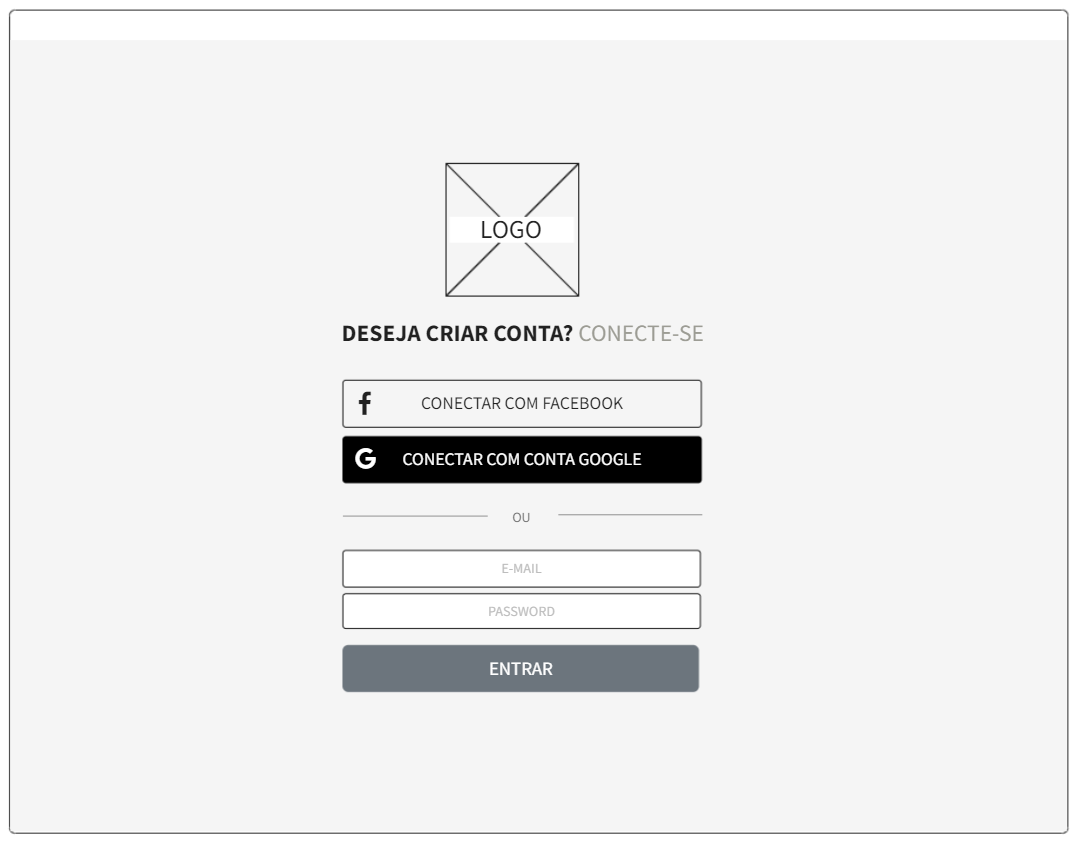 LOGO
DESEJA CRIAR CONTA? CONECTE-SE
CONECTAR COM FACEBOOK
CONECTAR COM CONTA GOOGLE
OU
E-MAIL
PASSWORD
ENTRAR